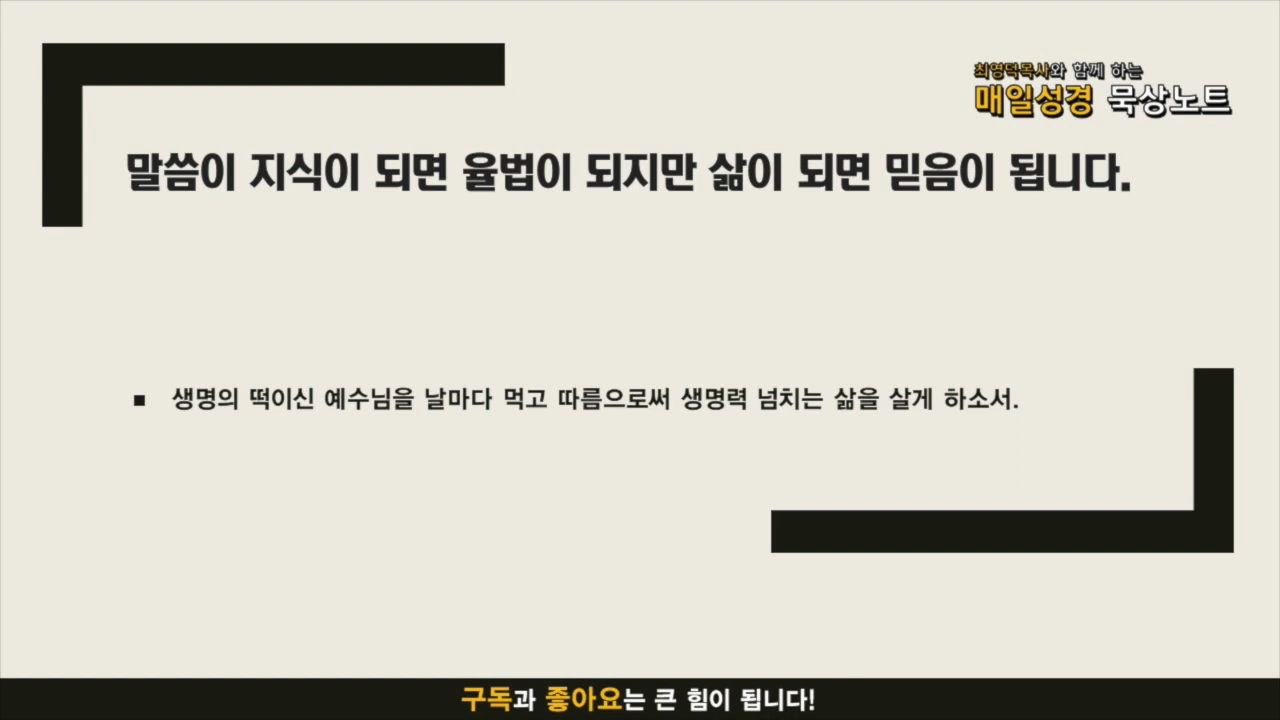 최영덕목사와 함께 하는
매일성경 묵상노트
말씀이 지식이 되면 율법이 되지만 삶이 되면 믿음이 됩니다.
■ 생명의 떡이신 예수님을 날마다 먹고 따름으로써 생명력 넘치는 삶을 살게 하소서.
구독과 좋아요는 큰 힘이 됩니다!